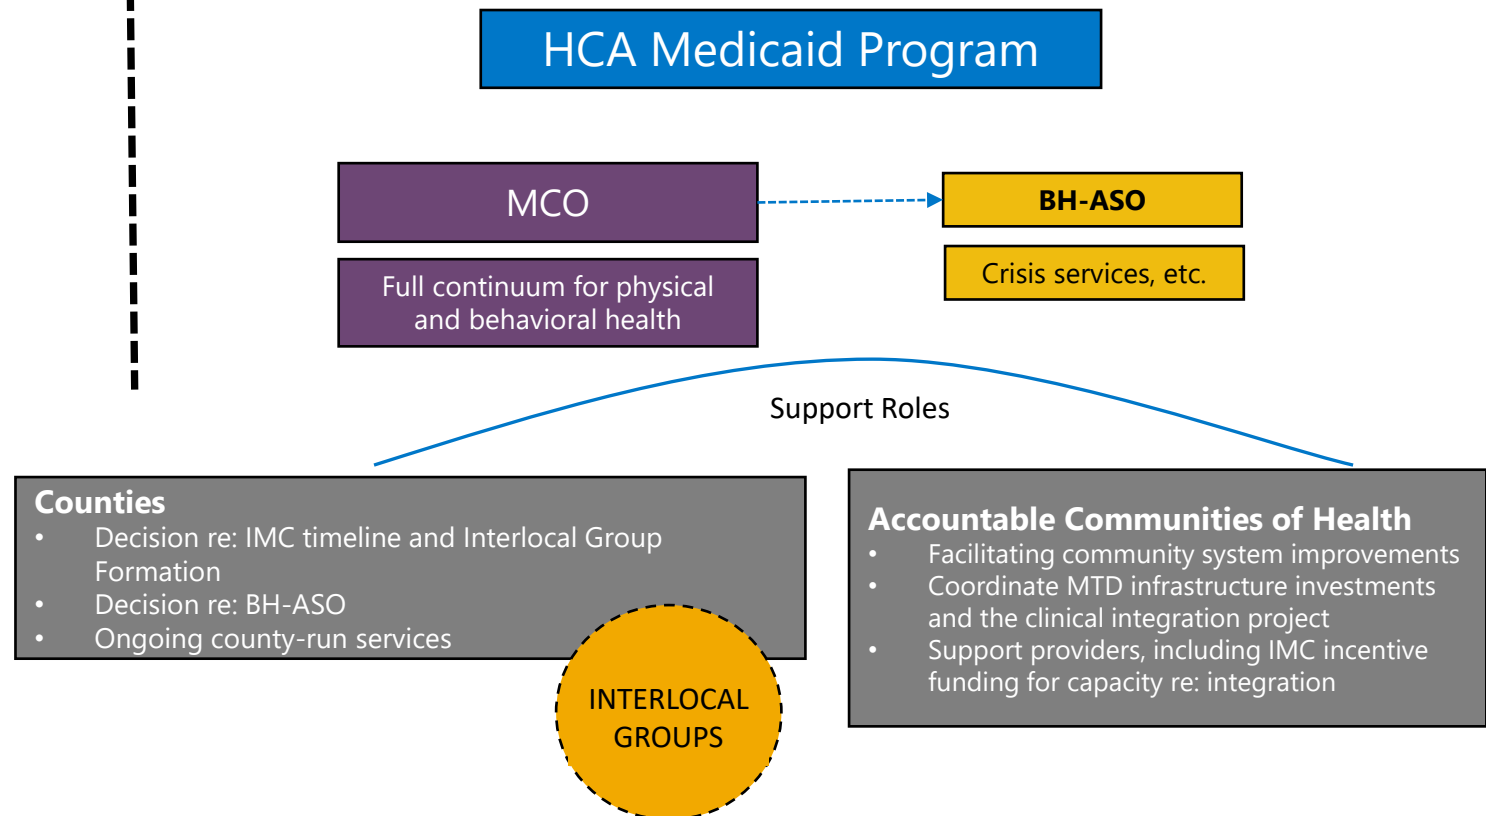 HCA Medicaid Program
MCO
BH-ASO
Full continuum for physical
and behavioral health
Crisis services, etc.
Support Roles
Counties
• Decision re: IMC timeline and Interlocal Group
Formation
• Decision re: BH-ASO
• Ongoing county-run services
INTERLOCAL
GROUPS
Accountable Communities of Health
• Facilitating community system improvements
• Coordinate MTD infrastructure investments
and the clinical integration project
• Support providers, including IMC incentive
funding for capacity re: integration